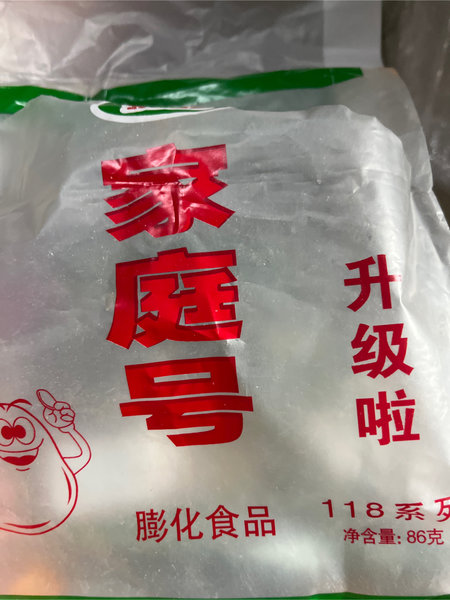 家庭号
升级啦
膨化食品
118系列
净含量: 86克